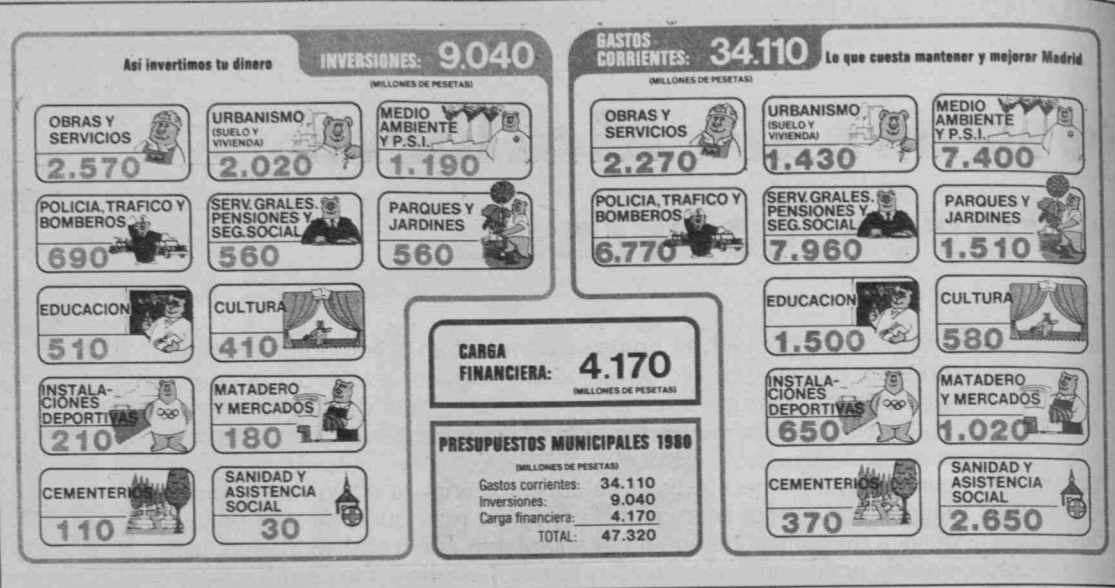 Así invertimos tu dinero
INVERSIONES: 9.040
(MILLONES DE PESETAS)
OBRAS Y
SERVICIOS
2.570
URBANISMO
(SUELO Y
VIVIENDA)
2.020
MEDIO
AMBIENTE
Y P.S.I.
1.190
POLICIA, TRAFICO Y
BOMBEROS
690
SERV. GRALES.
PENSIONES Y
SEG. SOCIAL
560
PARQUES Y
JARDINES
560
EDUCACION
510
CULTURA
410
INSTALA-
CIONES
DEPORTIVAS
210
MATADERO
Y MERCADOS
180
CEMENTERIOS
110
SANIDAD Y
ASISTENCIA
SOCIAL
30
GASTOS
CORRIENTES: 34.110
Lo que cuesta mantener y mejorar Madrid
(MILLONES DE PESETAS)
OBRAS Y
SERVICIOS
2.270
URBANISMO
(SUELO Y
VIVIENDA)
1.430
MEDIO
AMBIENTE
Y P.S.I.
7.400
POLICIA, TRAFICO Y
BOMBEROS
6.770
SERV. GRALES.
PENSIONES Y
SEG. SOCIAL
7.960
PARQUES Y
JARDINES
1.510
EDUCACION
1.500
CULTURA
580
INSTALA-
CIONES
DEPORTIVAS
650
MATADERO
Y MERCADOS
1.020
CEMENTERIOS
370
SANIDAD Y
ASISTENCIA
SOCIAL
2.650
CARGA
FINANCIERA: 4.170
(MILLONES DE PESETAS)
PRESUPUESTOS MUNICIPALES 1980
(MILLONES DE PESETAS)
Gastos corrientes: 34.110
Inversiones: 9.040
Carga financiera: 4.170
TOTAL: 47.320